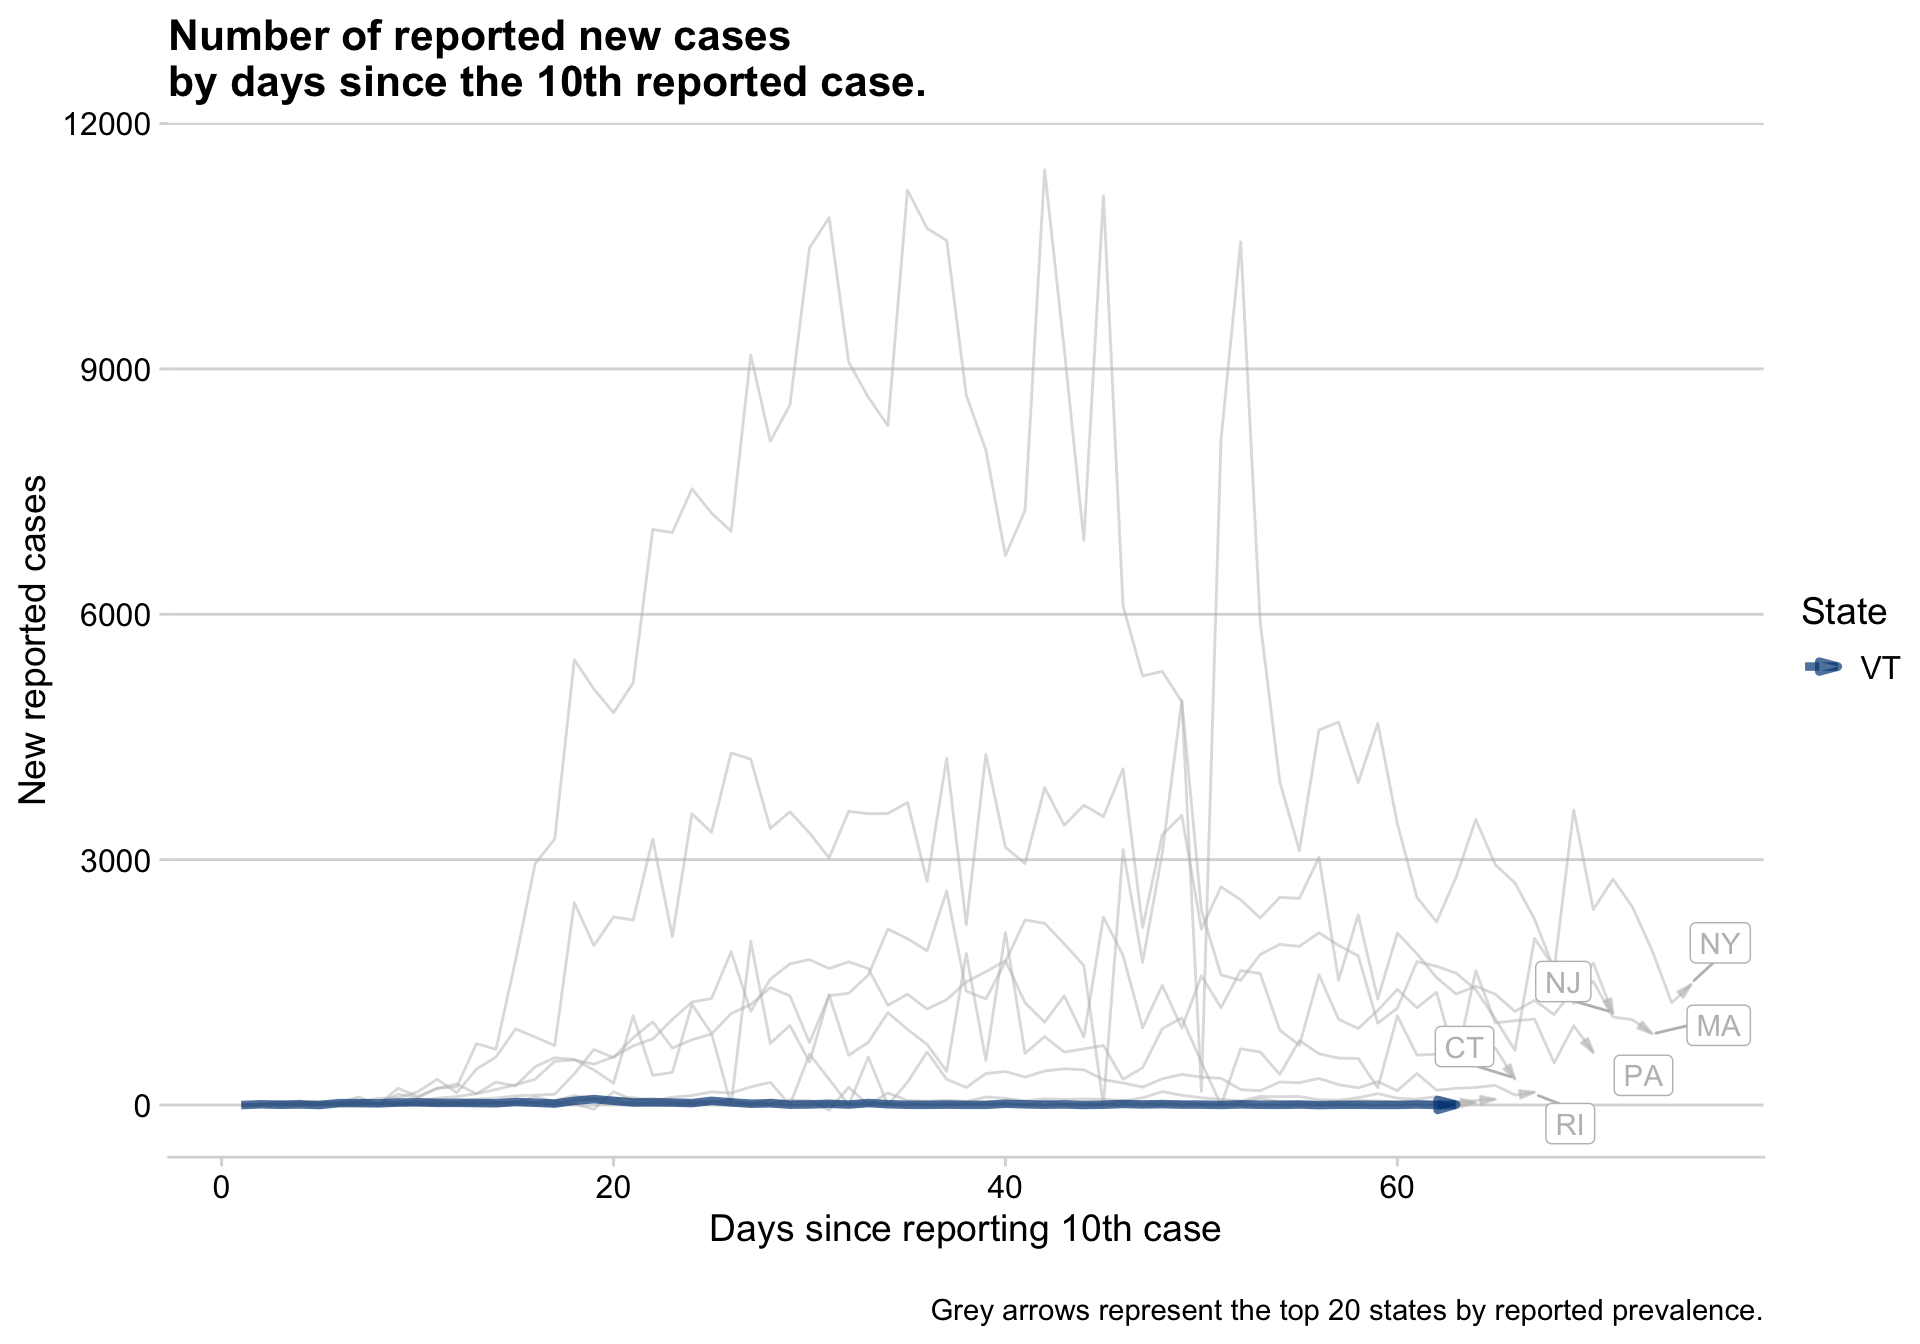 Number of reported new cases
by days since the 10th reported case.
12000
9000
6000
3000
0
New reported cases
NY
NJ
MA
CT
PA
RI
State
VT
0 20 40 60
Days since reporting 10th case
Grey arrows represent the top 20 states by reported prevalence.